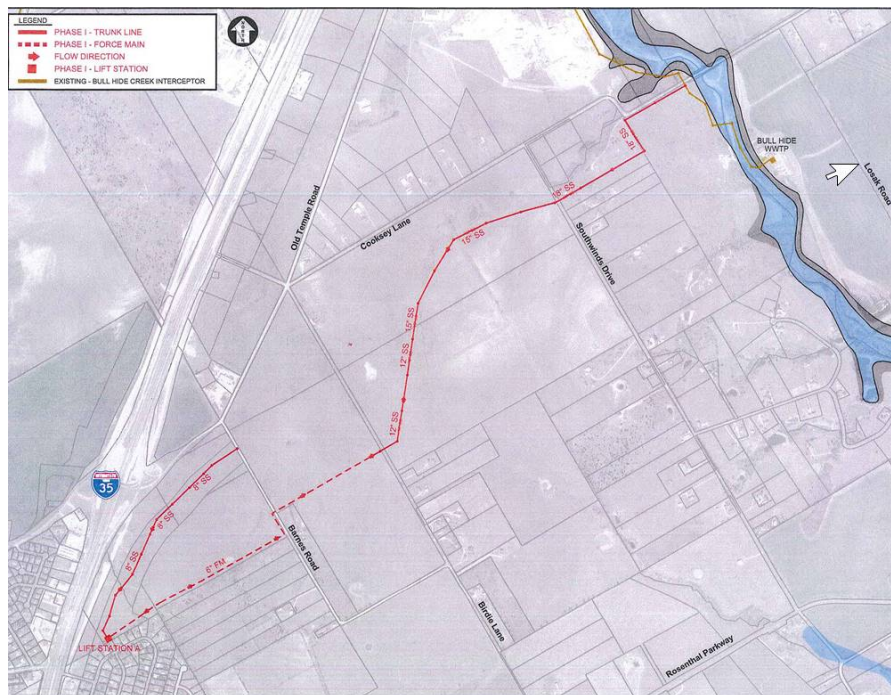 LEGEND
PHASE I - TRUNK LINE
PHASE I - FORCE MAIN
FLOW DIRECTION
PHASE I - LIFT STATION
EXISTING - BULL HIDE CREEK INTERCEPTOR
NORTH
BULL HIDE
WWTP
Losak Road
18" SS
18" SS
Old Temple Road
Cooksey Lane
15" SS
Southwinds Drive
15" SS
12" SS
12" SS
8" SS
35
8" SS
8" SS
6" FM
Barnes Road
Birdie Lane
LIFT STATION A
Rosenthal Parkway